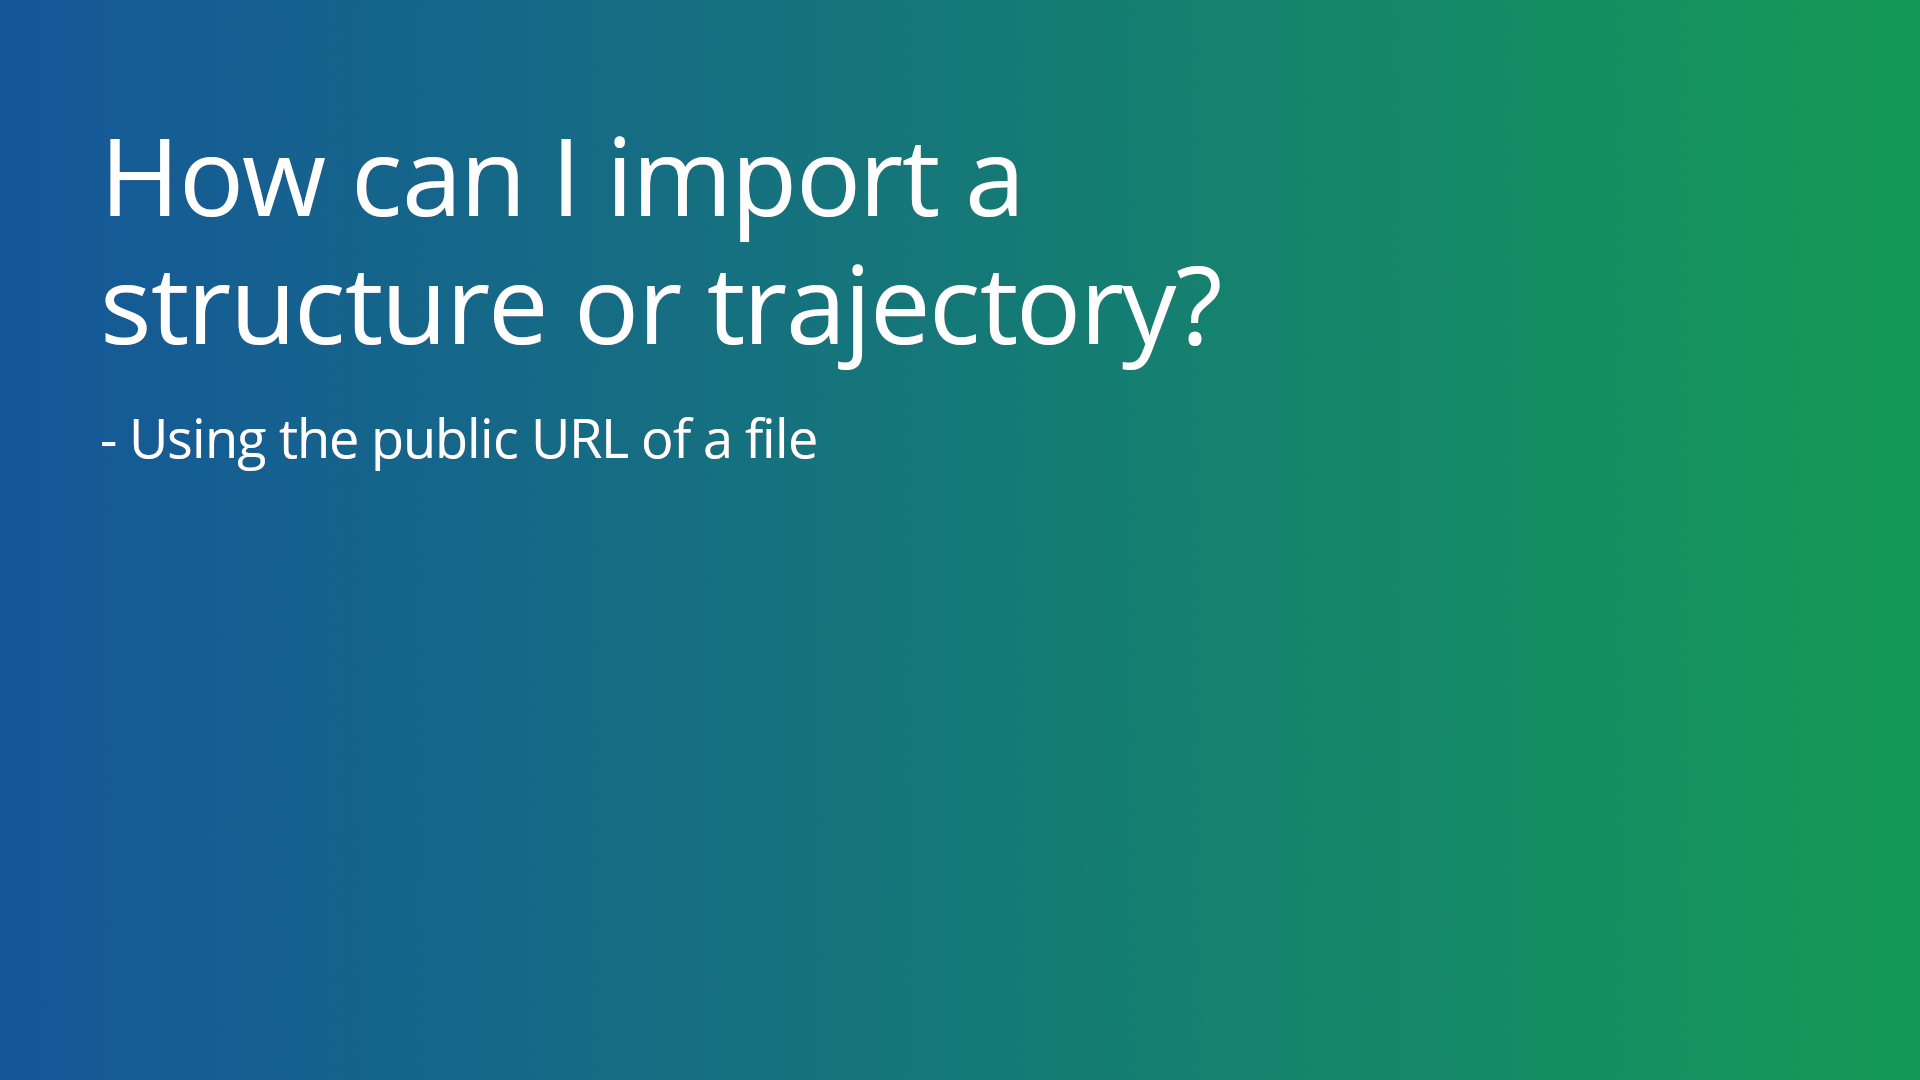 How can I import a
structure or trajectory?
- Using the public URL of a file